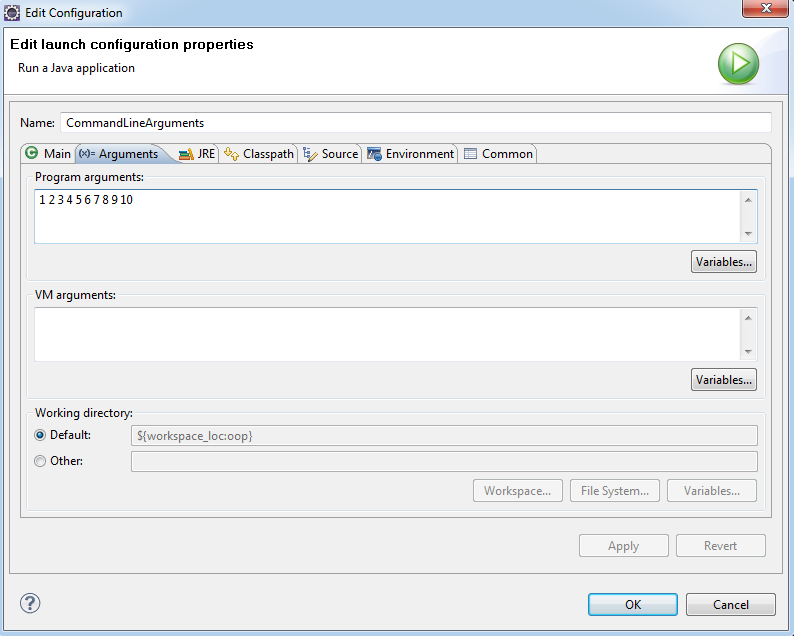 Edit Configuration
Edit launch configuration properties
Run a Java application
Name: CommandLineArguments
Main (x)= Arguments JRE Classpath Source Environment Common
Program arguments:
1 2 3 4 5 6 7 8 9 10
Variables...
VM arguments:
Variables...
Working directory:
Default: ${workspace_loc:oop}
Other:
Workspace... File System... Variables...
Apply Revert
? OK Cancel